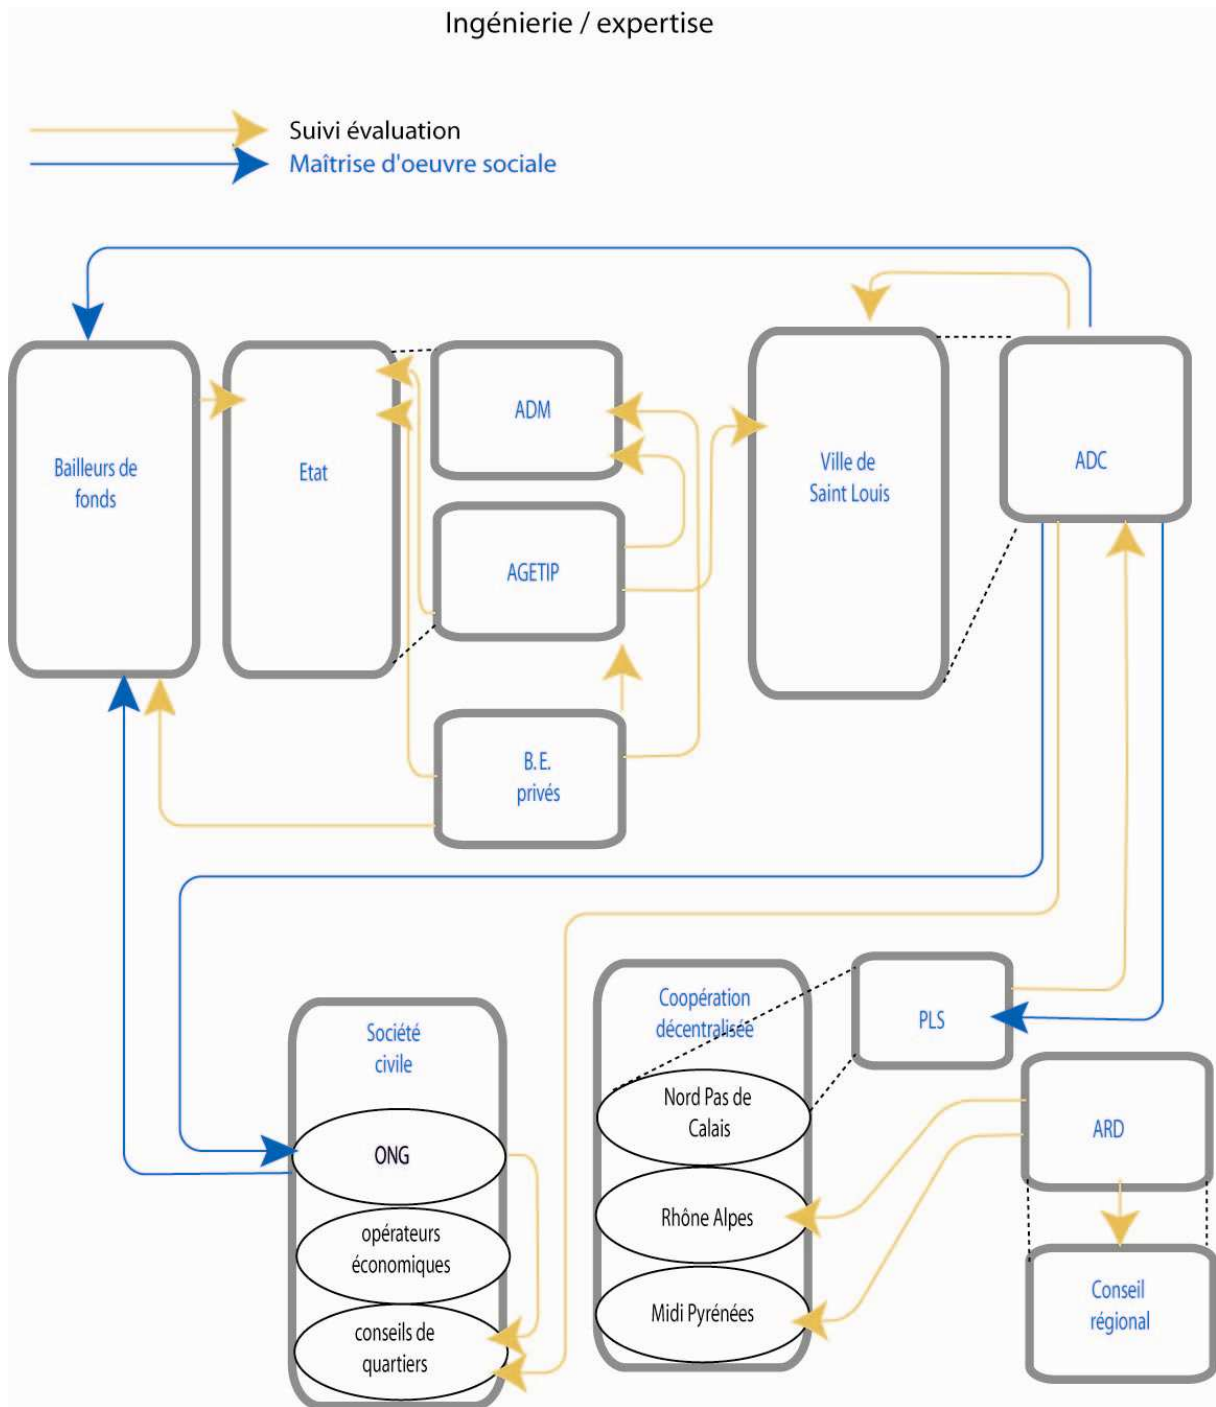 Ingénierie / expertise
Suivi évaluation
Maîtrise d'oeuvre sociale
Bailleurs de
fonds
Etat
ADM
AGETIP
B. E.
privés
Ville de
Saint Louis
ADC
Société
civile
ONG
opérateurs
économiques
conseils de
quartiers
Coopération
décentralisée
Nord Pas de
Calais
Rhône Alpes
Midi Pyrénées
PLS
ARD
Conseil
régional